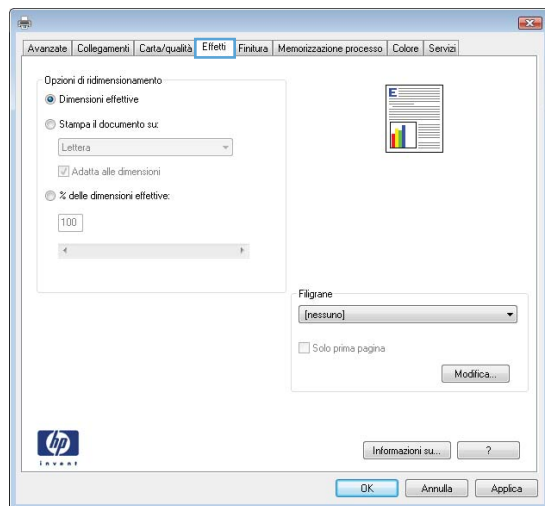 Avanzate Collegamenti Carta/qualità Effetti Finitura Memorizzazione processo Colore Servizi
Opzioni di ridimensionamento
Dimensioni effettive
E
Stampa il documento su:
Lettera
Adatta alle dimensioni
% delle dimensioni effettive:
100
Filigrane
[nessuno]
Solo prima pagina
Modifica...
hp
invent
Informazioni su... ?
OK Annulla Applica